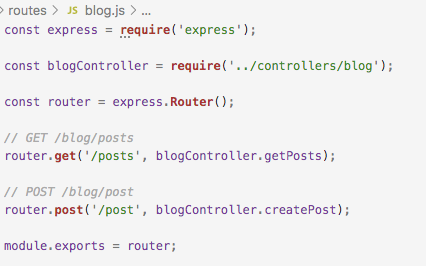 routes > JS blog.js > ...
const express = require('express');
const blogController = require('../controllers/blog');
const router = express.Router();
// GET /blog/posts
router.get('/posts', blogController.getPosts);
// POST /blog/post
router.post('/post', blogController.createPost);
module.exports = router;